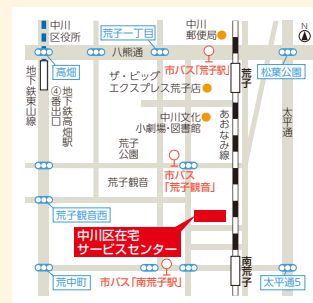 中川
区役所
荒子一丁目
中川
郵便局
N
八熊通
市バス「荒子駅」
高畑
荒子
松葉公園
地下鉄東山線
地下鉄高畑駅
④番出口
ザ・ビッグ
エクスプレス荒子店
中川文化
小劇場・図書館
あおなみ線
太平通
荒子
公園
荒子観音
市バス
「荒子観音」
荒子観音西
中川区在宅
サービスセンター
南荒子
荒中町
市バス「南荒子駅」
太平通5